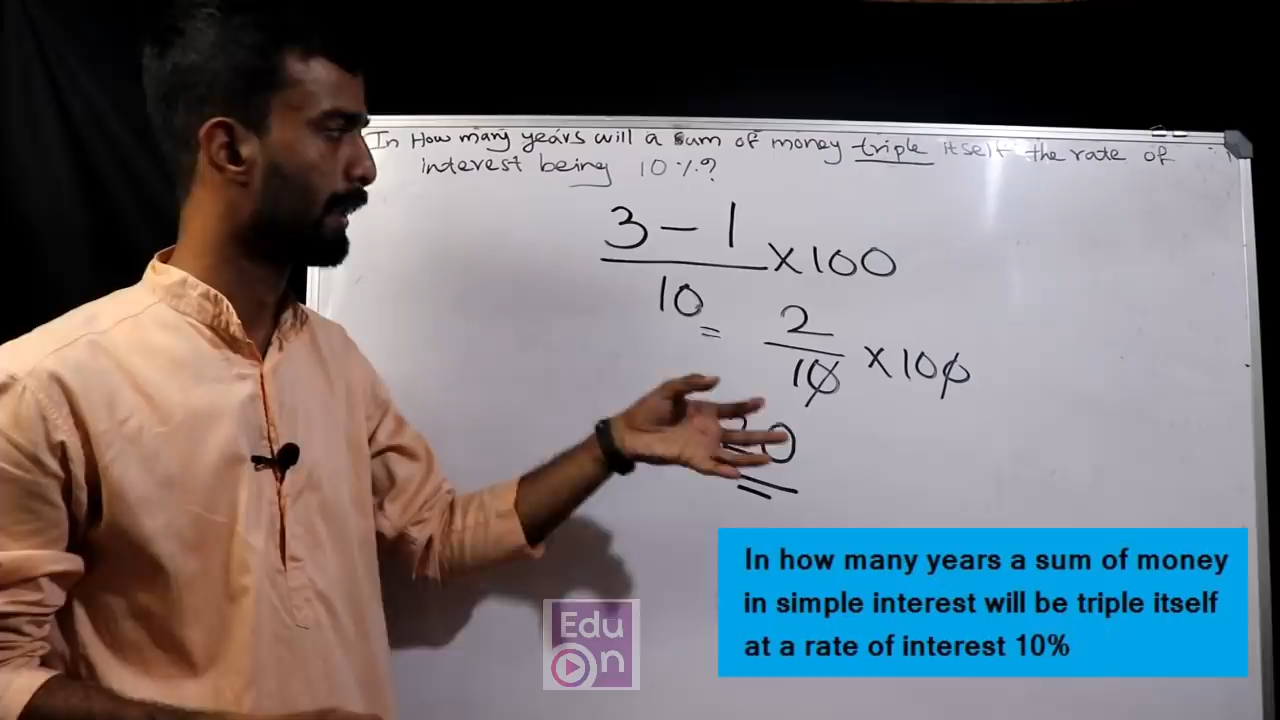 In How many years will a sum of money triple itself the rate of
interest being 10%?
3 - 1
10
×100
= 2
10
×100
In how many years a sum of money
in simple interest will be triple itself
at a rate of interest 10%
Edu
On